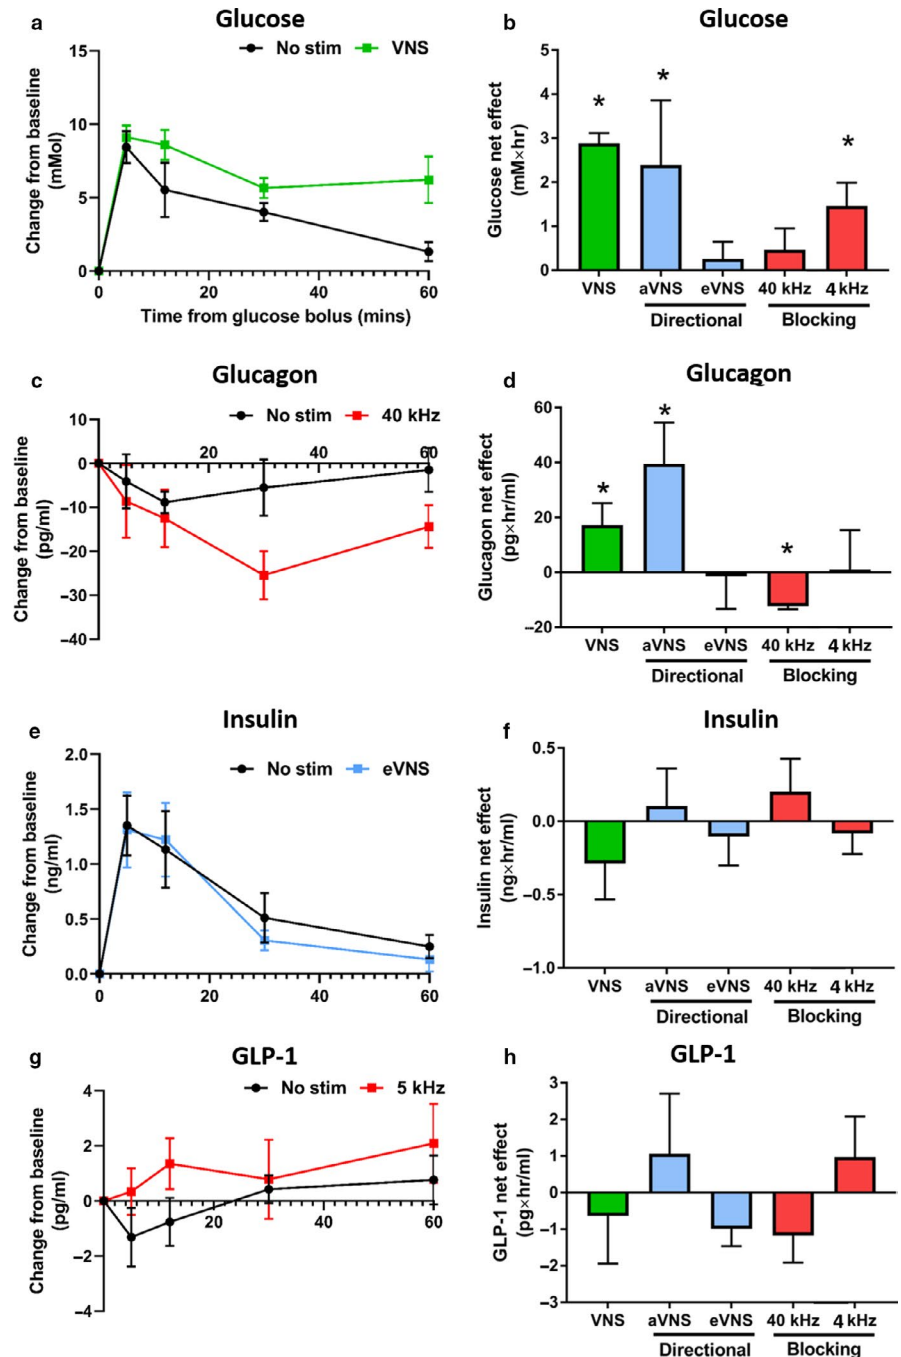 a
Glucose
No stim VNS
Change from baseline
(mMol)
15
10
5
0
0 20 40 60
Time from glucose bolus (mins)
b
Glucose
Glucose net effect
(mM×hr)
5
4
3
2
1
0
*
*
*
VNS aVNS eVNS 40 kHz 4 kHz
Directional Blocking
c
Glucagon
No stim 40 kHz
Change from baseline
(pg/ml)
10
0
−10
−20
−30
−40
20 40 60
d
Glucagon
Glucagon net effect
(pg×hr/ml)
60
40
20
0
−20
*
*
*
VNS aVNS eVNS 40 kHz 4 kHz
Directional Blocking
e
Insulin
No stim eVNS
Change from baseline
(ng/ml)
2.0
1.5
1.0
0.5
0.0
0 20 40 60
f
Insulin
Insulin net effect
(ng×hr/ml)
0.5
0.0
−0.5
−1.0
VNS aVNS eVNS 40 kHz 4 kHz
Directional Blocking
g
GLP-1
No stim 5 kHz
Change from baseline
(pg/ml)
4
2
0
−2
−4
20 40 60
h
GLP-1
GLP-1 net effect
(pg×hr/ml)
3
2
1
0
−1
−2
−3
VNS aVNS eVNS 40 kHz 4 kHz
Directional Blocking